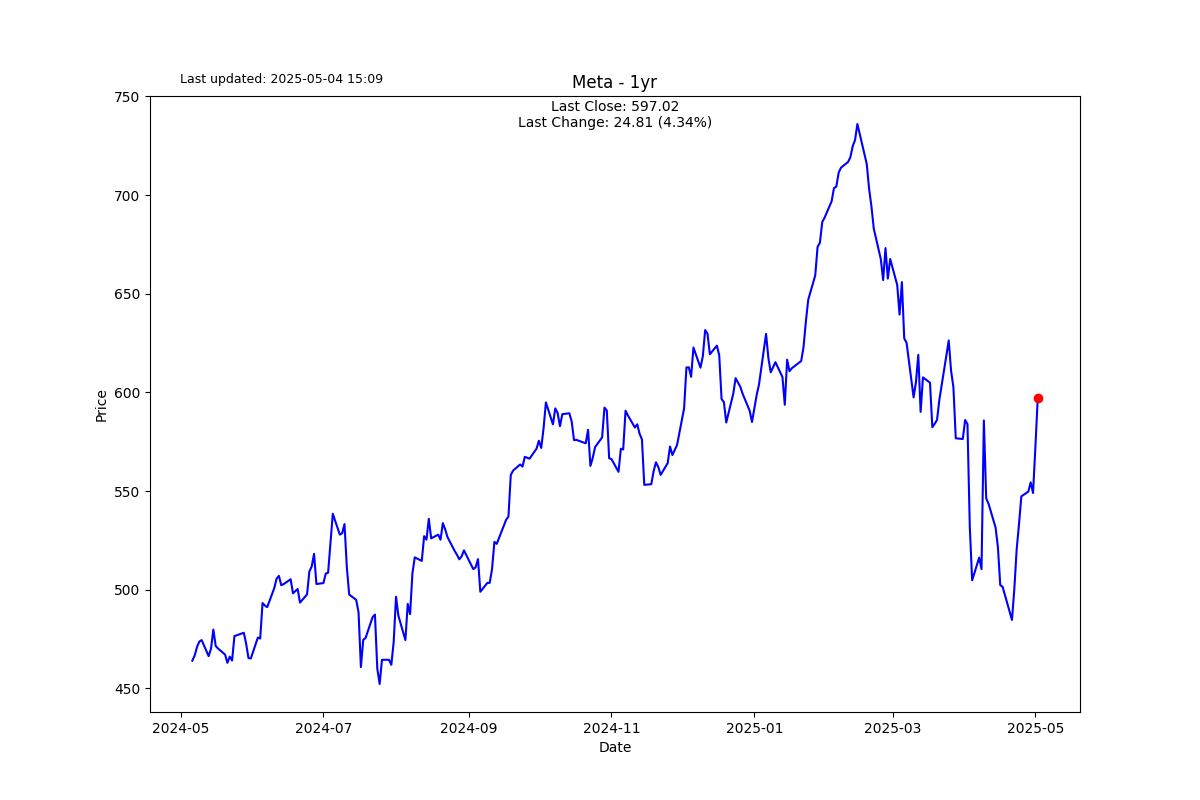 Last updated: 2025-05-04 15:09
Meta - 1yr
Last Close: 597.02
Last Change: 24.81 (4.34%)
Price
750
700
650
600
550
500
450
2024-05
2024-07
2024-09
2024-11
2025-01
2025-03
2025-05
Date